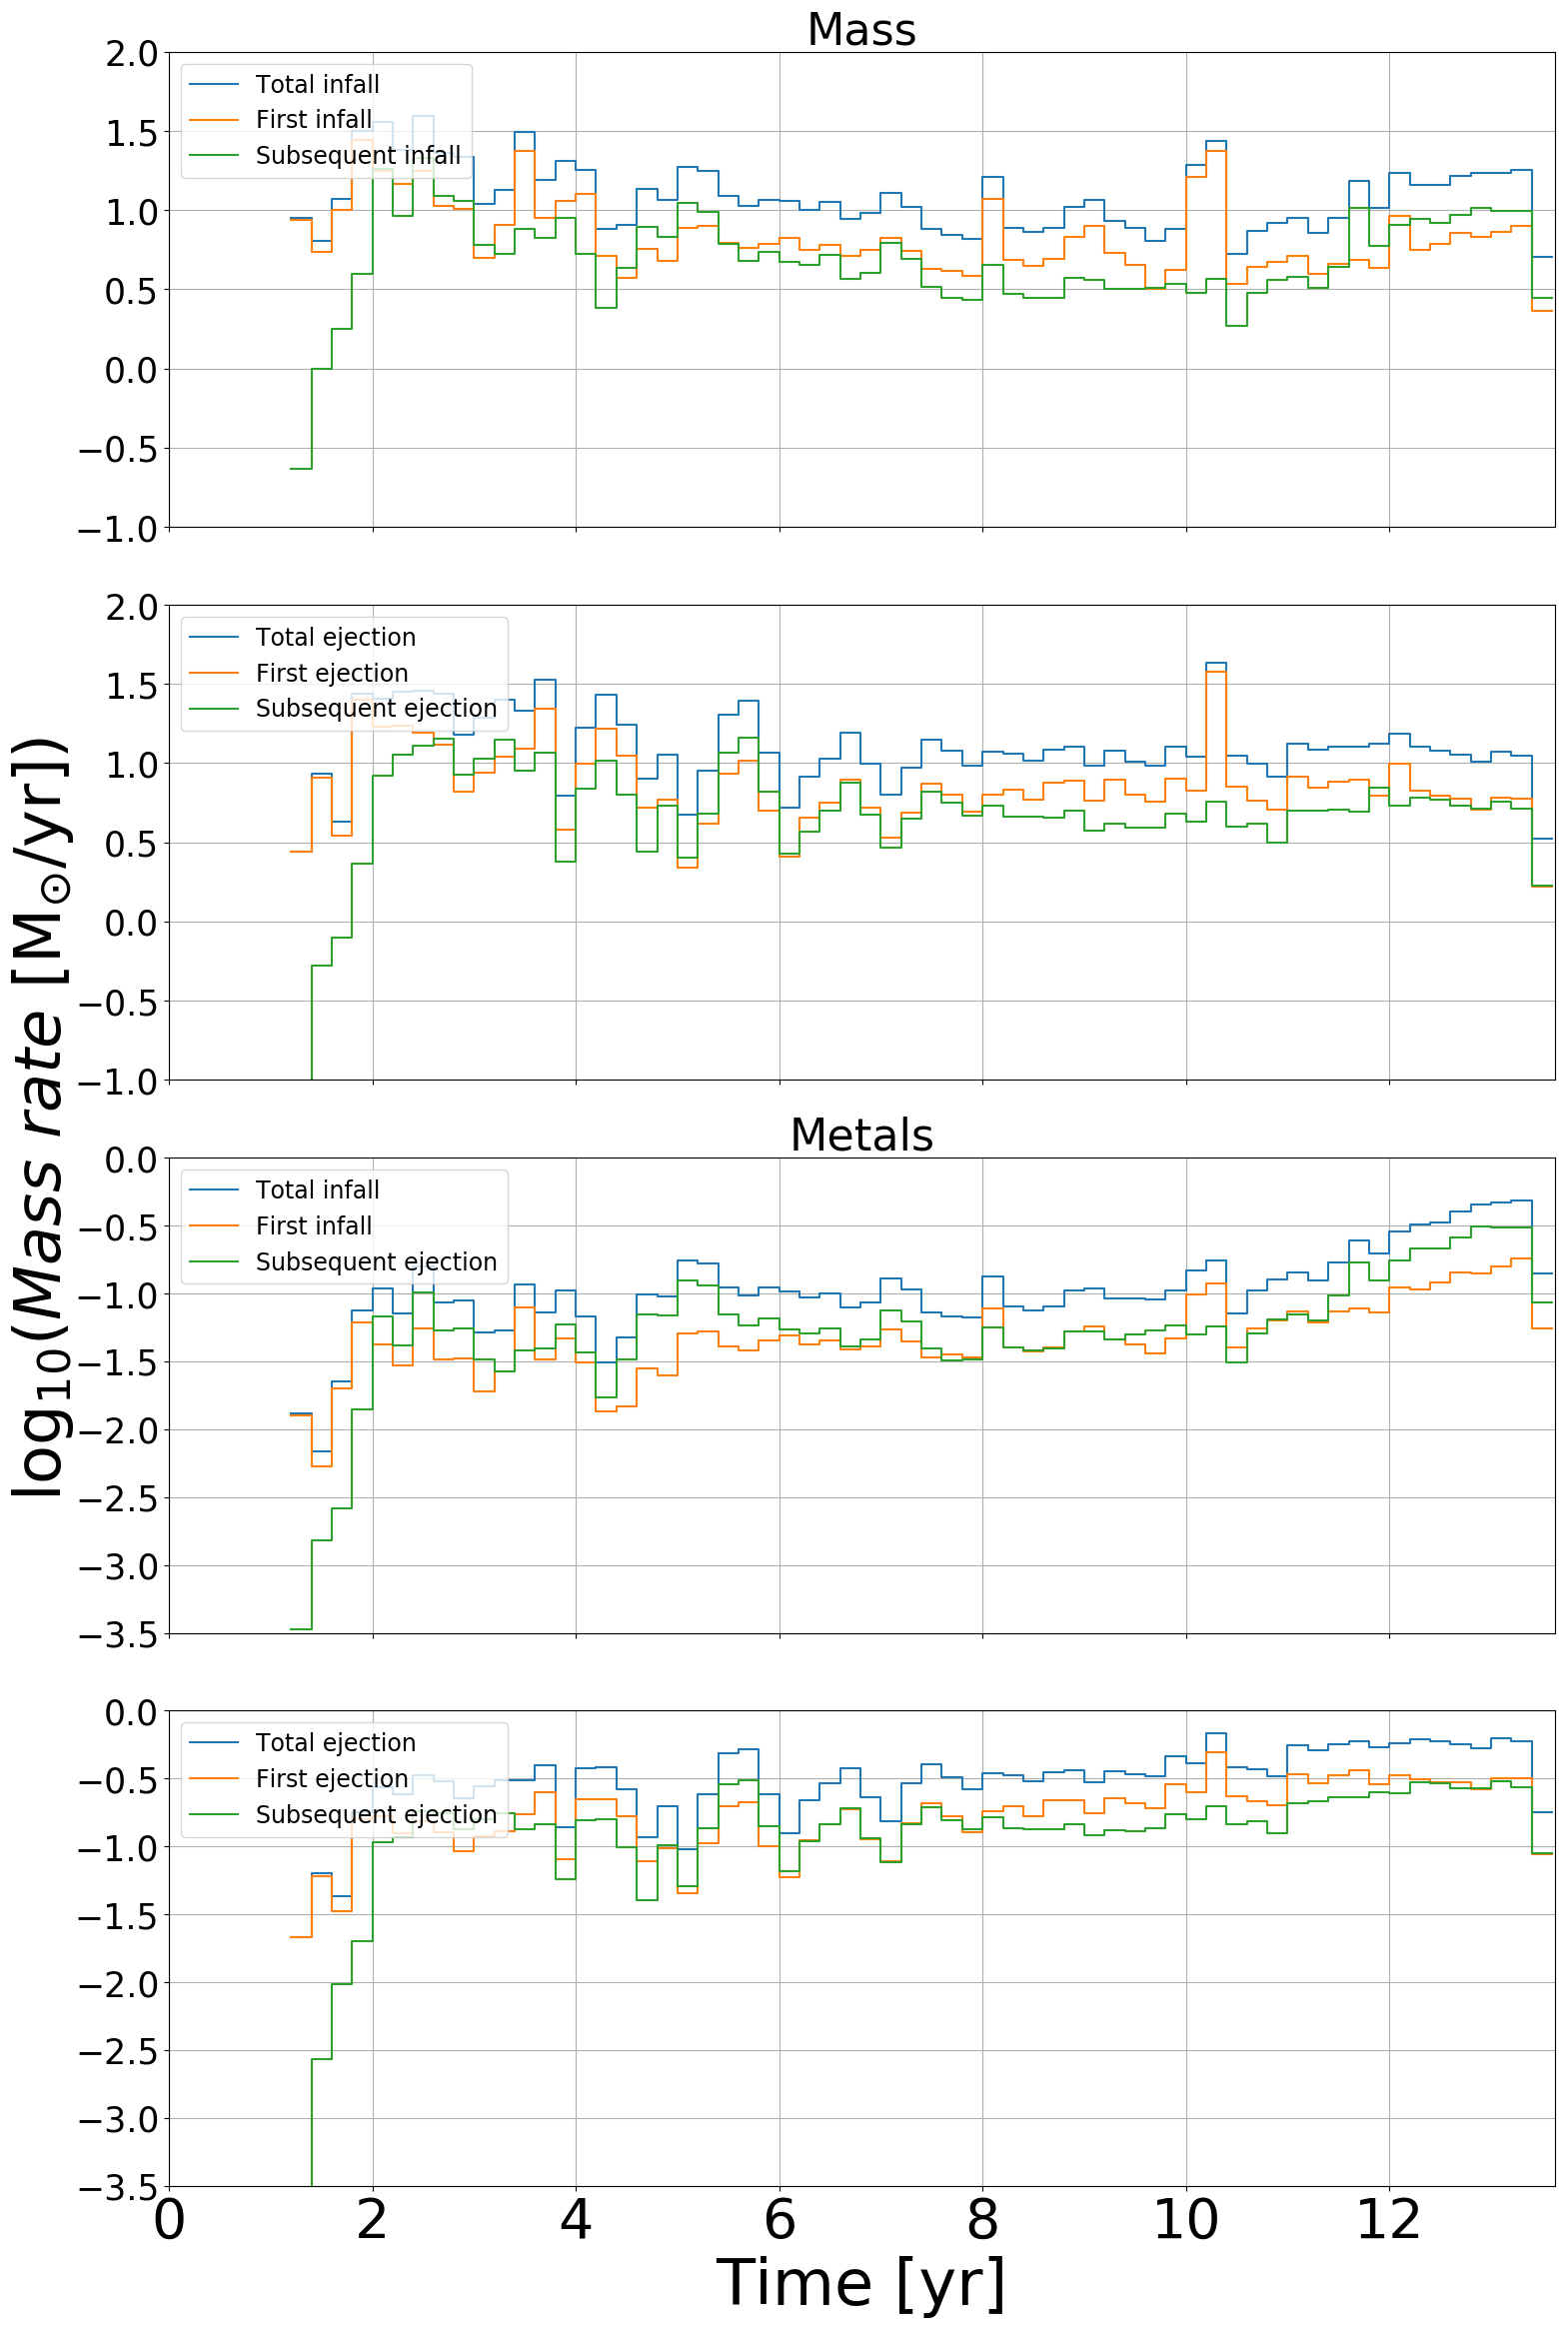 Mass
2.0
1.5
1.0
0.5
0.0
−0.5
−1.0
Total infall
First infall
Subsequent infall
2.0
1.5
1.0
0.5
0.0
−0.5
−1.0
Total ejection
First ejection
Subsequent ejection
log10(Mass rate [M⊙/yr])
Metals
0.0
−0.5
−1.0
−1.5
−2.0
−2.5
−3.0
−3.5
Total infall
First infall
Subsequent ejection
0.0
−0.5
−1.0
−1.5
−2.0
−2.5
−3.0
−3.5
Total ejection
First ejection
Subsequent ejection
0 2 4 6 8 10 12
Time [yr]